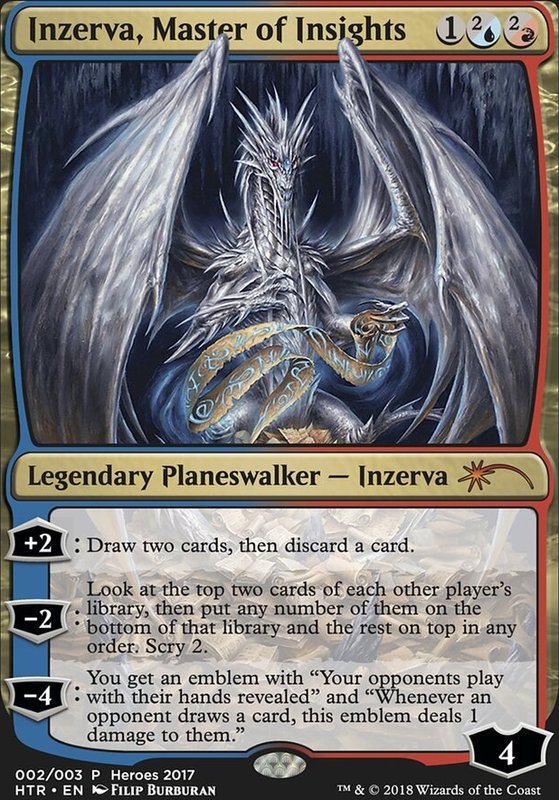 Inzerva, Master of Insights 1 2 2
Legendary Planeswalker — Inzerva
+2 : Draw two cards, then discard a card.
Look at the top two cards of each other player's
-2 : library, then put any number of them on the
bottom of that library and the rest on top in any
order. Scry 2.
You get an emblem with “Your opponents play
-4 : with their hands revealed” and “Whenever an
opponent draws a card, this emblem deals 1
damage to them.”
4
002/003 P Heroes 2017
HTR • EN Filip Burburan
™ & © 2018 Wizards of the Coast